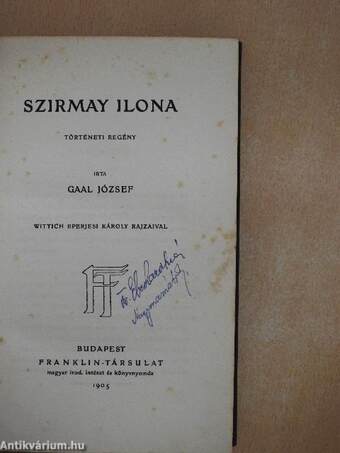 SZIRMAY ILONA
TÖRTÉNETI REGÉNY
IRTA
GAAL JÓZSEF
WITTICH EPERJESI KÁROLY RAJZAIVAL
FT
BUDAPEST
FRANKLIN-TÁRSULAT
magyar irod. intézet és könyvnyomda
1905
Antikvárium.hu